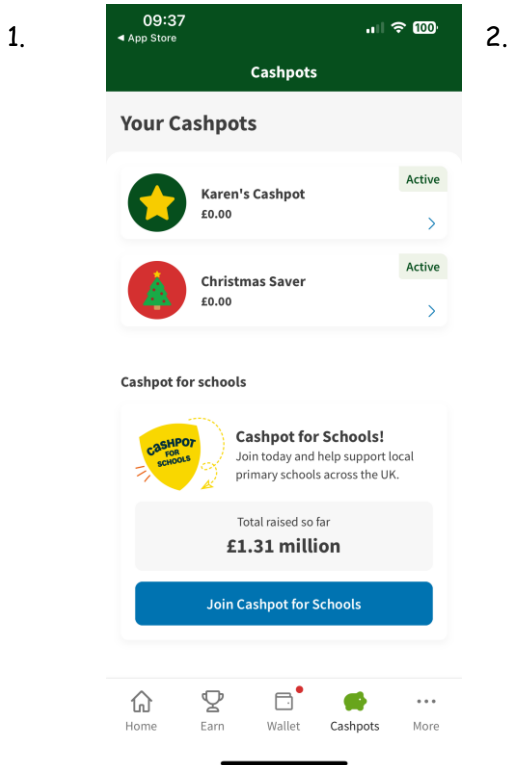 1.
2.
09:37
100
◀ App Store
Cashpots
Your Cashpots
Active
Karen's Cashpot
£0.00
Active
Christmas Saver
£0.00
Cashpot for schools
CASHPOT
FOR
SCHOOLS
Cashpot for Schools!
Join today and help support local
primary schools across the UK.
Total raised so far
£1.31 million
Join Cashpot for Schools
Home Earn Wallet Cashpots More